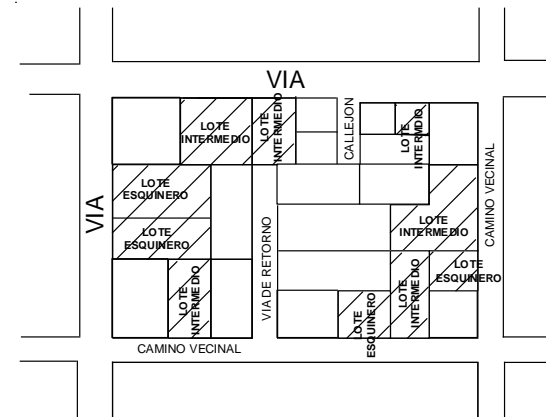 VIA
LOTE
INTERMEDIO
LOTE
INTERMEDIO
CALLEJON
LOTE
INTERMDIO
VIA
LOTE
ESQUINERO
LOTE
ESQUINERO
LOTE
INTERMEDIO
VIA DE RETORNO
LOTE
INTERMEDIO
CAMINO VECINAL
LOTE
ESQUINERO
LOTE
INTERMEDIO
LOTE
ESQUINERO
CAMINO VECINAL